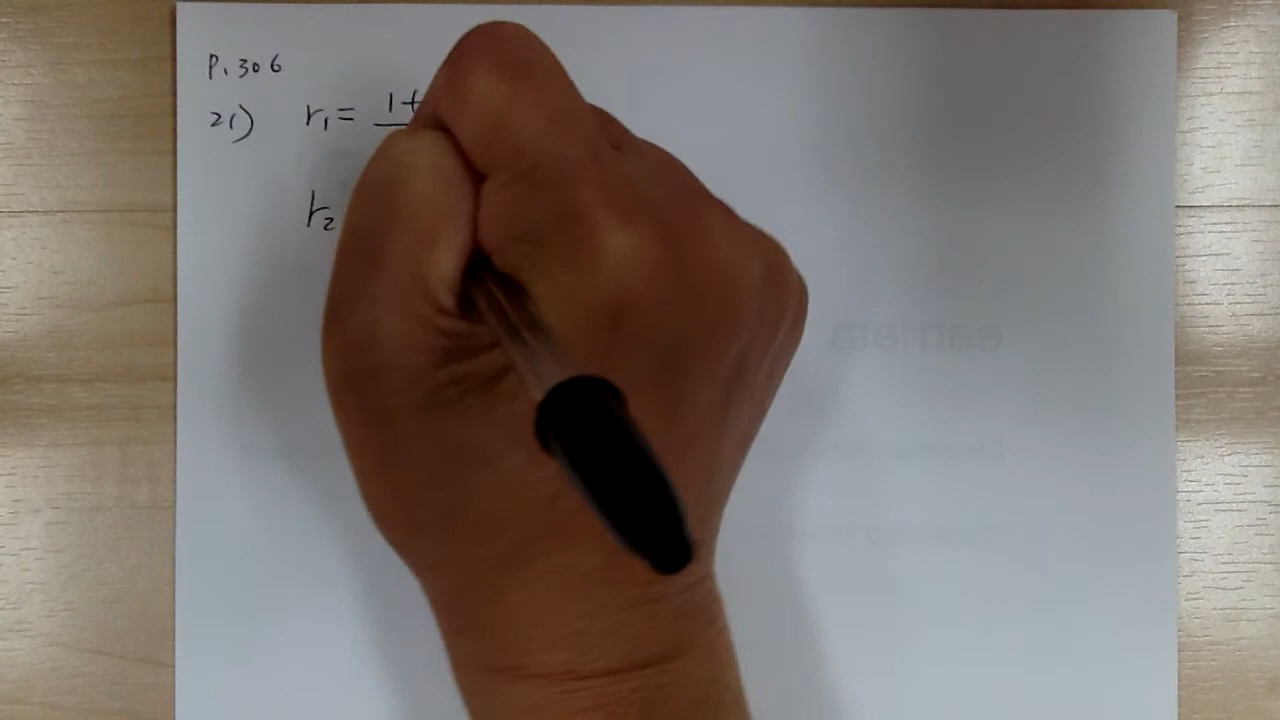 P. 306
21) r₁ = 1+
r₂